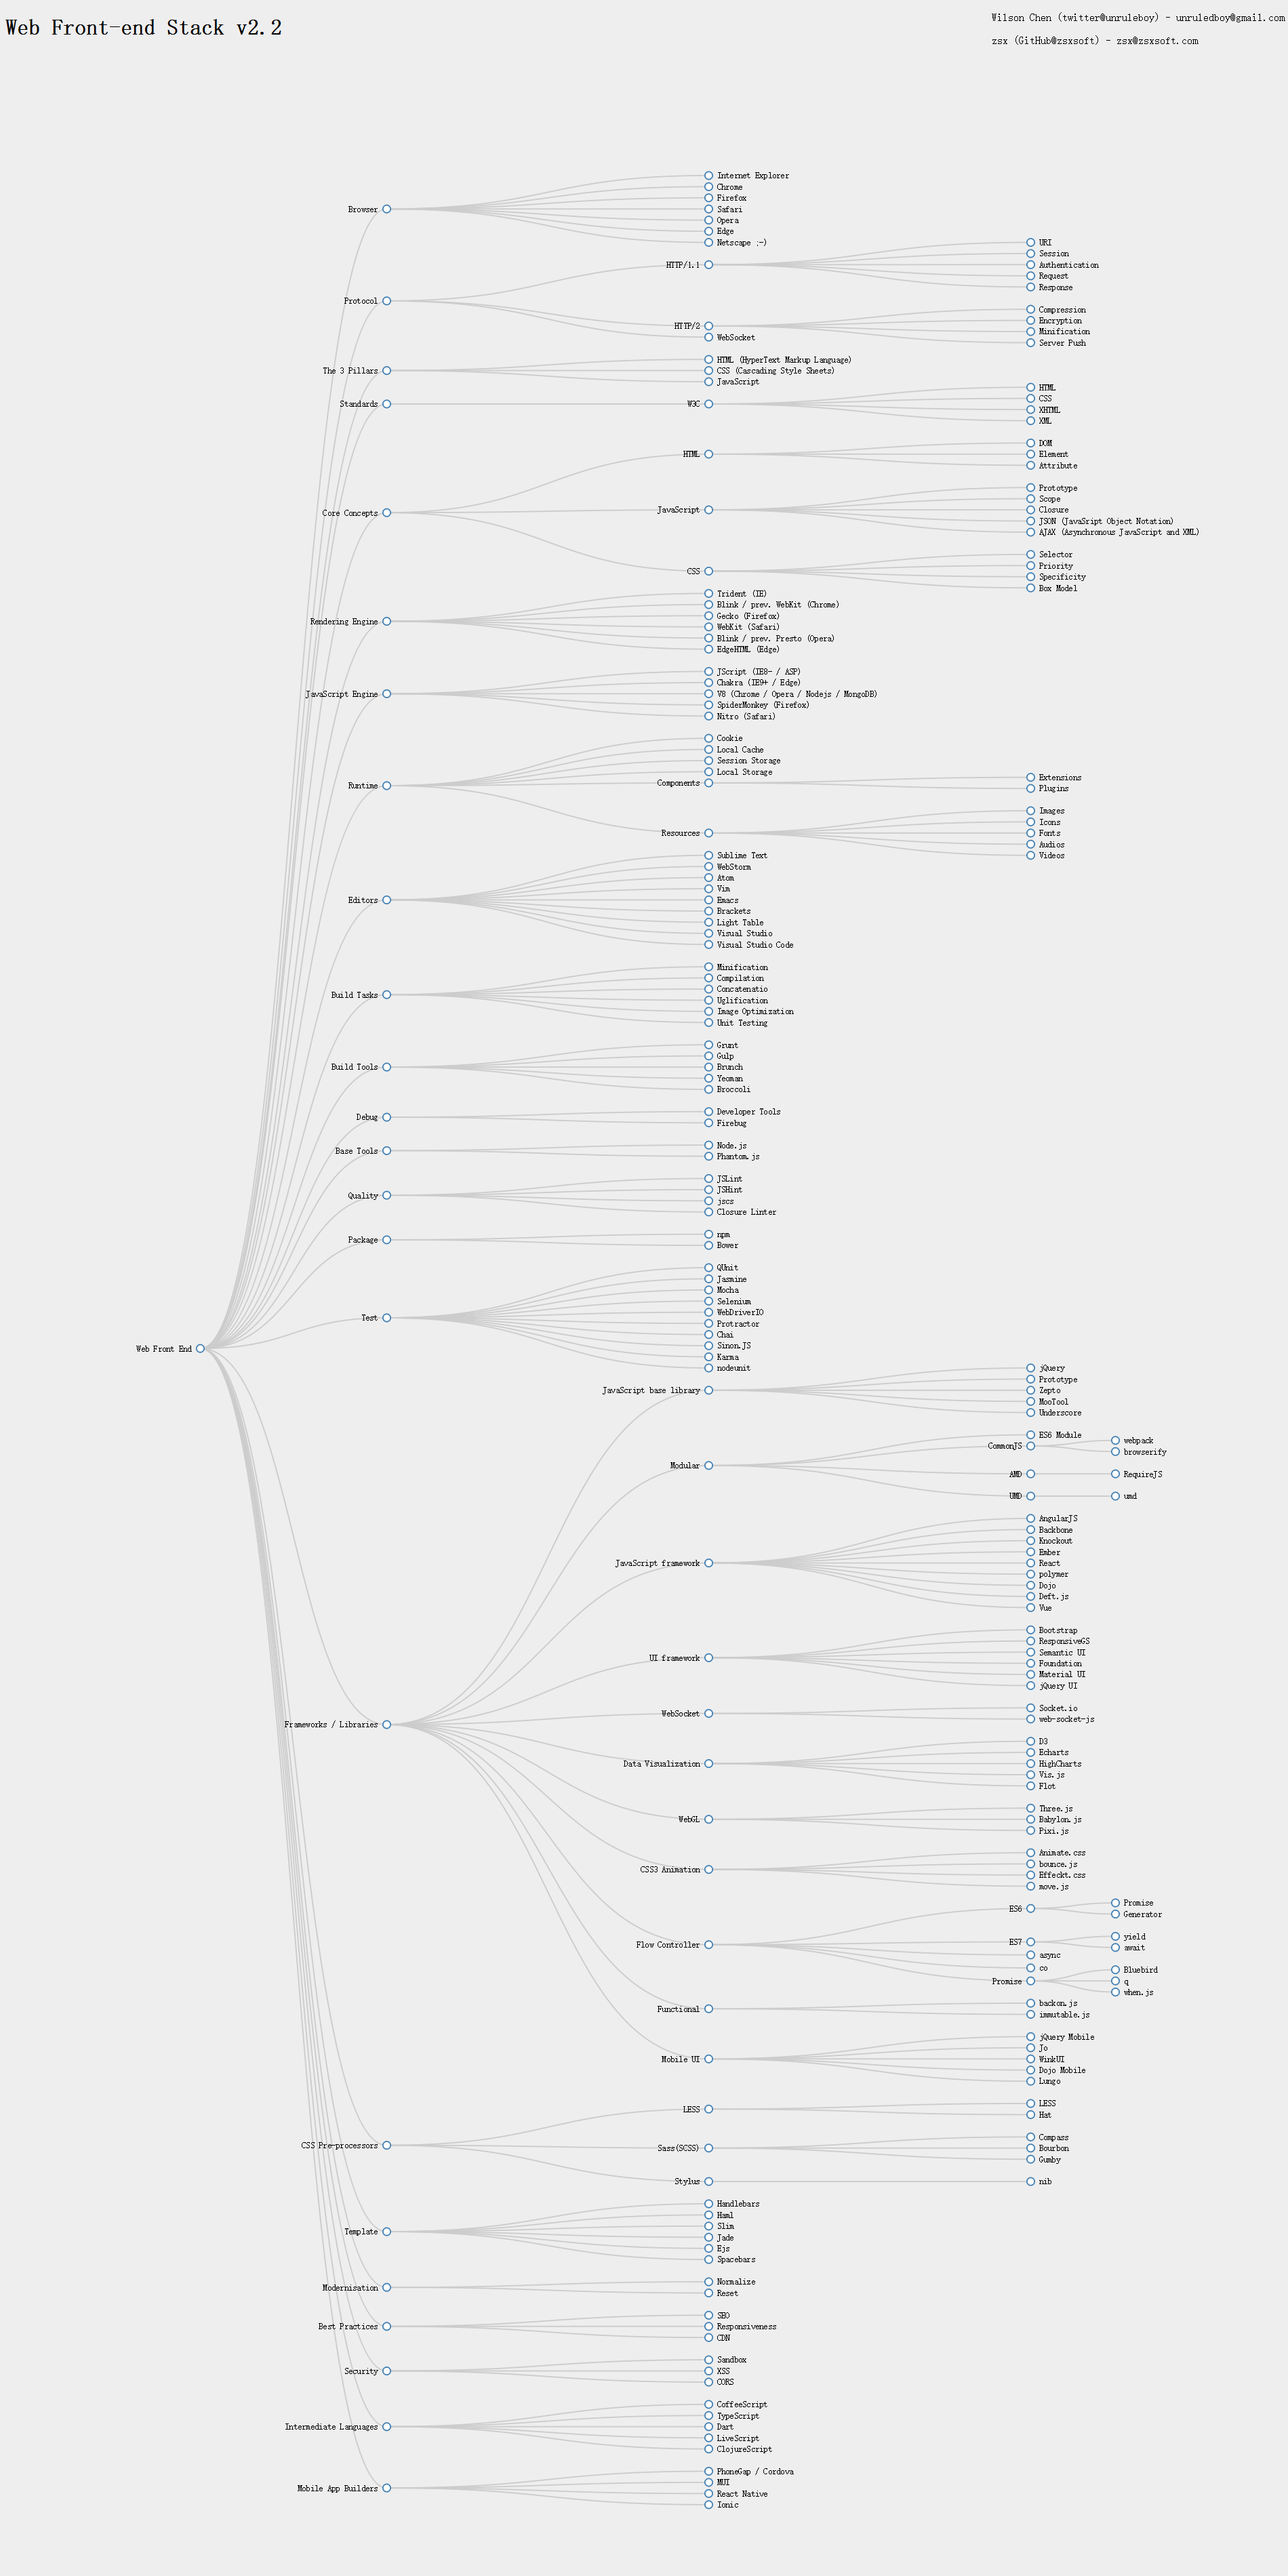 Web Front-end Stack v2.2
Wilson Chen (twitter@unruleboy) - unruledboy@gmail.com
zsx (GitHub@zsxsoft) - zsx@zsxsoft.com
Web Front End
Browser
Internet Explorer
Chrome
Firefox
Safari
Opera
Edge
Netscape ;-)
Protocol
HTTP/1.1
URI
Session
Authentication
Request
Response
HTTP/2
Compression
Encryption
Minification
Server Push
WebSocket
The 3 Pillars
HTML (HyperText Markup Language)
CSS (Cascading Style Sheets)
JavaScript
Standards
W3C
HTML
CSS
XHTML
XML
Core Concepts
HTML
DOM
Element
Attribute
JavaScript
Prototype
Scope
Closure
JSON (JavaSript Object Notation)
AJAX (Asynchronous JavaScript and XML)
CSS
Selector
Priority
Specificity
Box Model
Rendering Engine
Trident (IE)
Blink / prev. WebKit (Chrome)
Gecko (Firefox)
WebKit (Safari)
Blink / prev. Presto (Opera)
EdgeHTML (Edge)
JavaScript Engine
JScript (IE8- / ASP)
Chakra (IE9+ / Edge)
V8 (Chrome / Opera / Nodejs / MongoDB)
SpiderMonkey (Firefox)
Nitro (Safari)
Runtime
Cookie
Local Cache
Session Storage
Local Storage
Components
Extensions
Plugins
Resources
Images
Icons
Fonts
Audios
Videos
Editors
Sublime Text
WebStorm
Atom
Vim
Emacs
Brackets
Light Table
Visual Studio
Visual Studio Code
Build Tasks
Minification
Compilation
Concatenatio
Uglification
Image Optimization
Unit Testing
Build Tools
Grunt
Gulp
Brunch
Yeoman
Broccoli
Debug
Developer Tools
Firebug
Base Tools
Node.js
Phantom.js
Quality
JSLint
JSHint
jscs
Closure Linter
Package
npm
Bower
Test
QUnit
Jasmine
Mocha
Selenium
WebDriverIO
Protractor
Chai
Sinon.JS
Karma
nodeunit
Frameworks / Libraries
JavaScript base library
jQuery
Prototype
Zepto
MooTool
Underscore
Modular
ES6 Module
CommonJS
webpack
browserify
AMD
RequireJS
UMD
umd
JavaScript framework
AngularJS
Backbone
Knockout
Ember
React
polymer
Dojo
Deft.js
Vue
UI framework
Bootstrap
ResponsiveGS
Semantic UI
Foundation
Material UI
jQuery UI
WebSocket
Socket.io
web-socket-js
Data Visualization
D3
Echarts
HighCharts
Vis.js
Flot
WebGL
Three.js
Babylon.js
Pixi.js
CSS3 Animation
Animate.css
bounce.js
Effeckt.css
move.js
Flow Controller
ES6
Promise
Generator
ES7
yield
await
async
co
Promise
Bluebird
q
when.js
Functional
backon.js
immutable.js
Mobile UI
jQuery Mobile
Jo
WinkUI
Dojo Mobile
Lungo
CSS Pre-processors
LESS
LESS
Hat
Sass(SCSS)
Compass
Bourbon
Gumby
Stylus
nib
Template
Handlebars
Haml
Slim
Jade
Ejs
Spacebars
Modernisation
Normalize
Reset
Best Practices
SEO
Responsiveness
CDN
Security
Sandbox
XSS
CORS
Intermediate Languages
CoffeeScript
TypeScript
Dart
LiveScript
ClojureScript
Mobile App Builders
PhoneGap / Cordova
MUI
React Native
Ionic